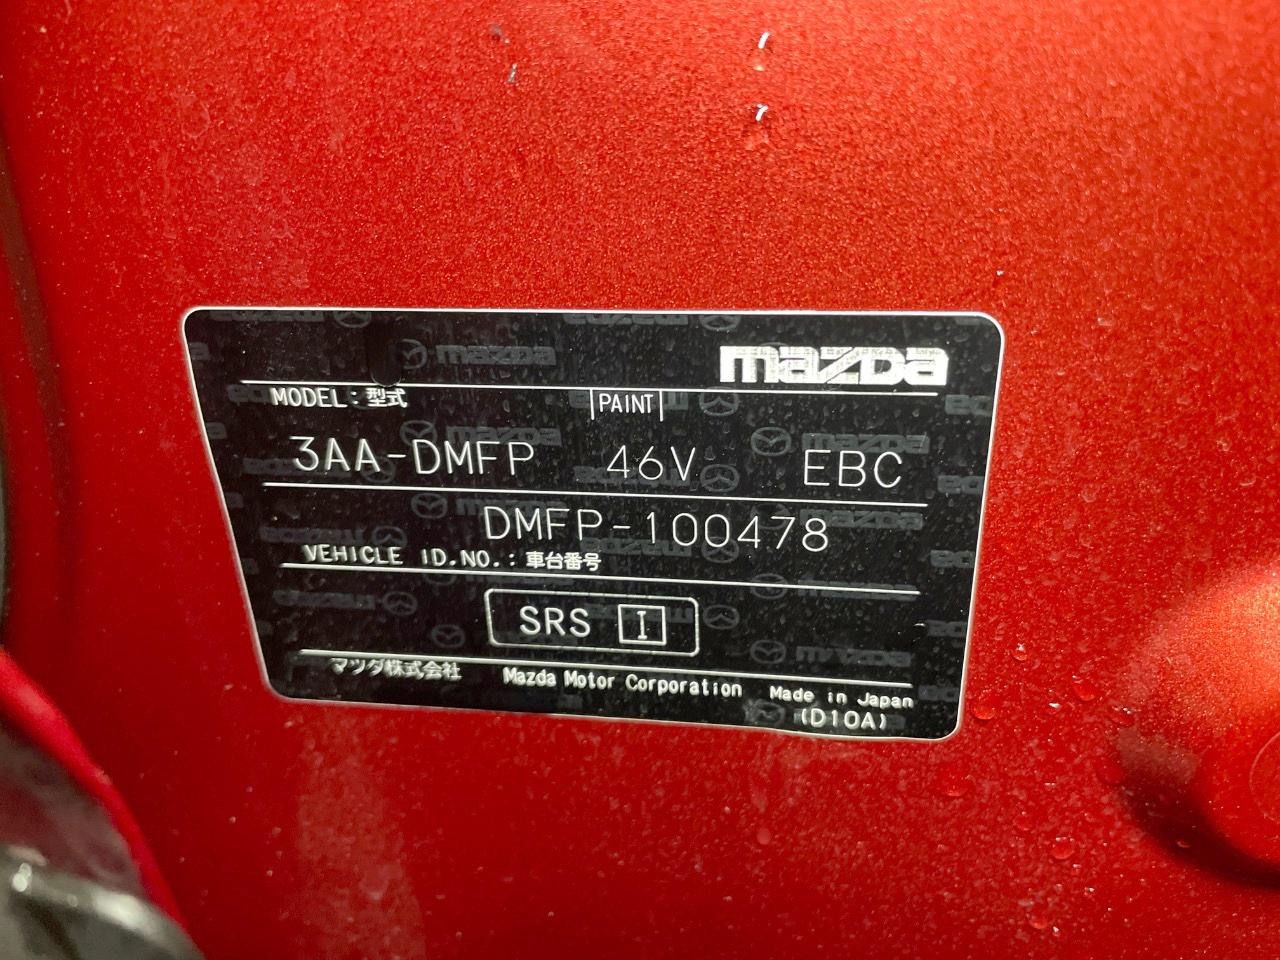 mazda
MODEL:型式 PAINT
3AA-DMFP 46V EBC
DMFP-100478
VEHICLE ID.NO.:車台番号
SRS I
マツダ株式会社 Mazda Motor Corporation Made in Japan
(D10A)